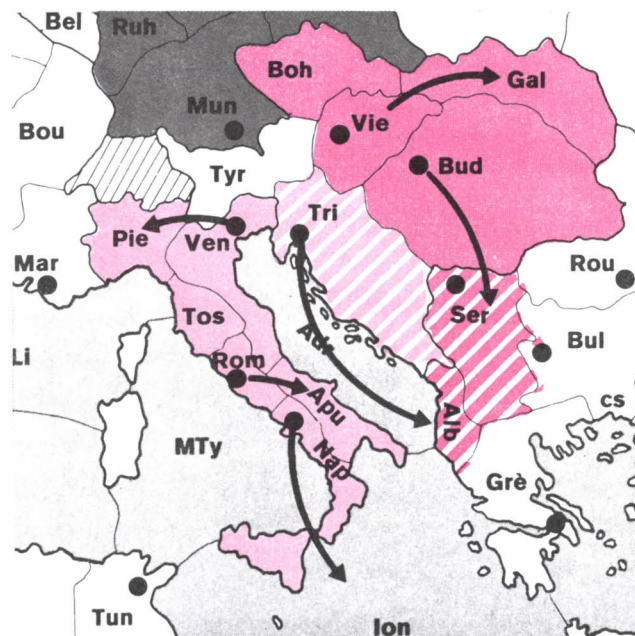 Bel
Ruh
Boh
Gal
Mun
Vie
Bou
Tyr
Bud
Tri
Pie
Ven
Mar
Rou
Ser
Tos
Li
Adr
Rom
Bul
Apu
Alb
cs
MTy
Nap
Grè
Tun
Ion